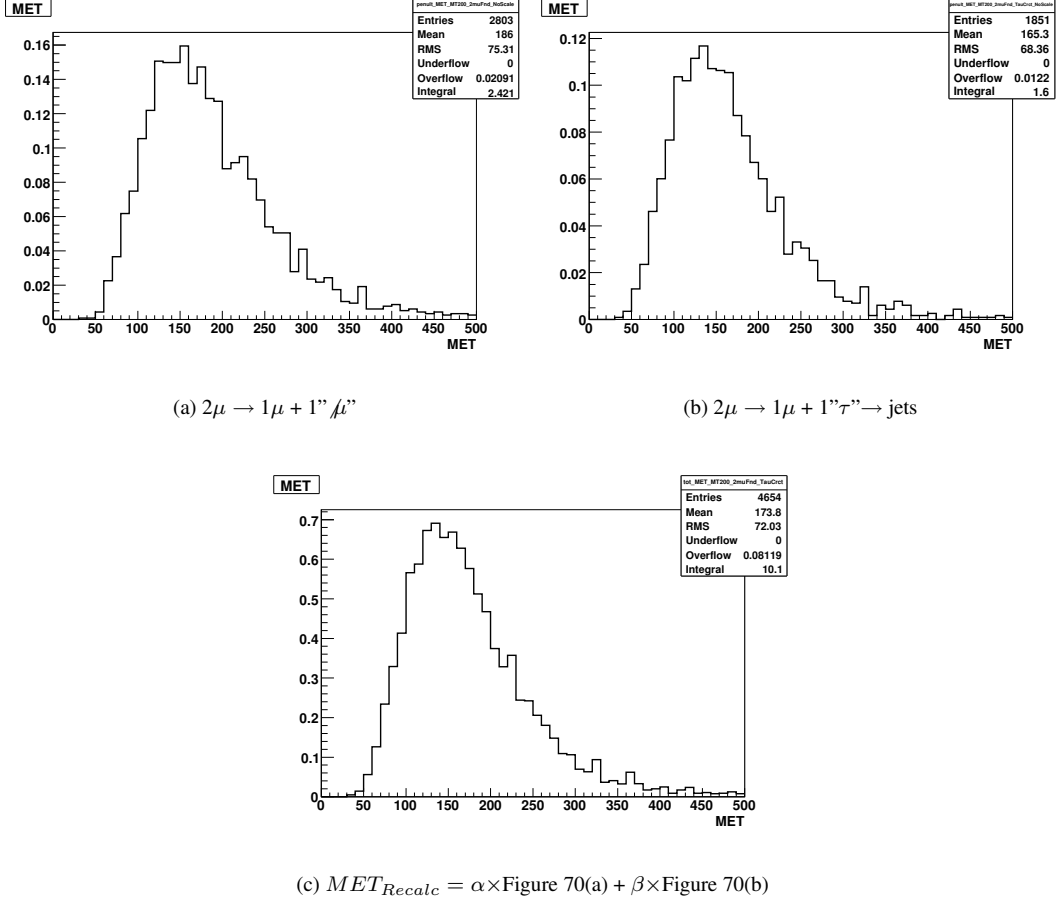 MET
penult_MET_MT200_2muFnd_NoScale
Entries 2803
Mean 186
RMS 75.31
Underflow 0
Overflow 0.02091
Integral 2.421
0.16
0.14
0.12
0.1
0.08
0.06
0.04
0.02
0
0 50 100 150 200 250 300 350 400 450 500
MET
(a) 2μ → 1μ + 1”μ̸”
MET
penult_MET_MT200_2muFnd_TauCrct_NoScale
Entries 1851
Mean 165.3
RMS 68.36
Underflow 0
Overflow 0.0122
Integral 1.6
0.12
0.1
0.08
0.06
0.04
0.02
0
0 50 100 150 200 250 300 350 400 450 500
MET
(b) 2μ → 1μ + 1”τ”→ jets
MET
tot_MET_MT200_2muFnd_TauCrct
Entries 4654
Mean 173.8
RMS 72.03
Underflow 0
Overflow 0.08119
Integral 10.1
0.7
0.6
0.5
0.4
0.3
0.2
0.1
0
0 50 100 150 200 250 300 350 400 450 500
MET
(c) MET_Recalc = α×Figure 70(a) + β×Figure 70(b)